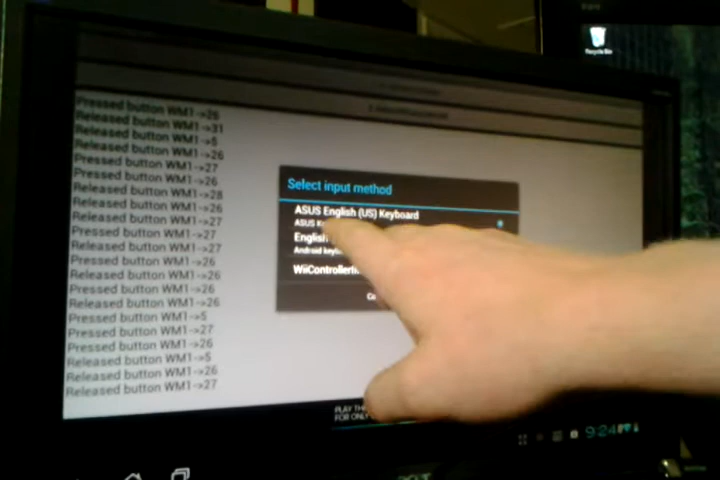 Recycle Bin
Pressed button WM1->26
Released button WM1->31
Released button WM1->5
Released button WM1->26
Pressed button WM1->27
Pressed button WM1->26
Released button WM1->28
Released button WM1->26
Released button WM1->27
Pressed button WM1->27
Released button WM1->27
Pressed button WM1->26
Released button WM1->26
Pressed button WM1->26
Released button WM1->26
Pressed button WM1->5
Pressed button WM1->27
Pressed button WM1->26
Released button WM1->5
Released button WM1->26
Released button WM1->27
Select input method
ASUS English (US) Keyboard
ASUS
English
Android
WiiController
PLAY
FOR ONLY
9:24